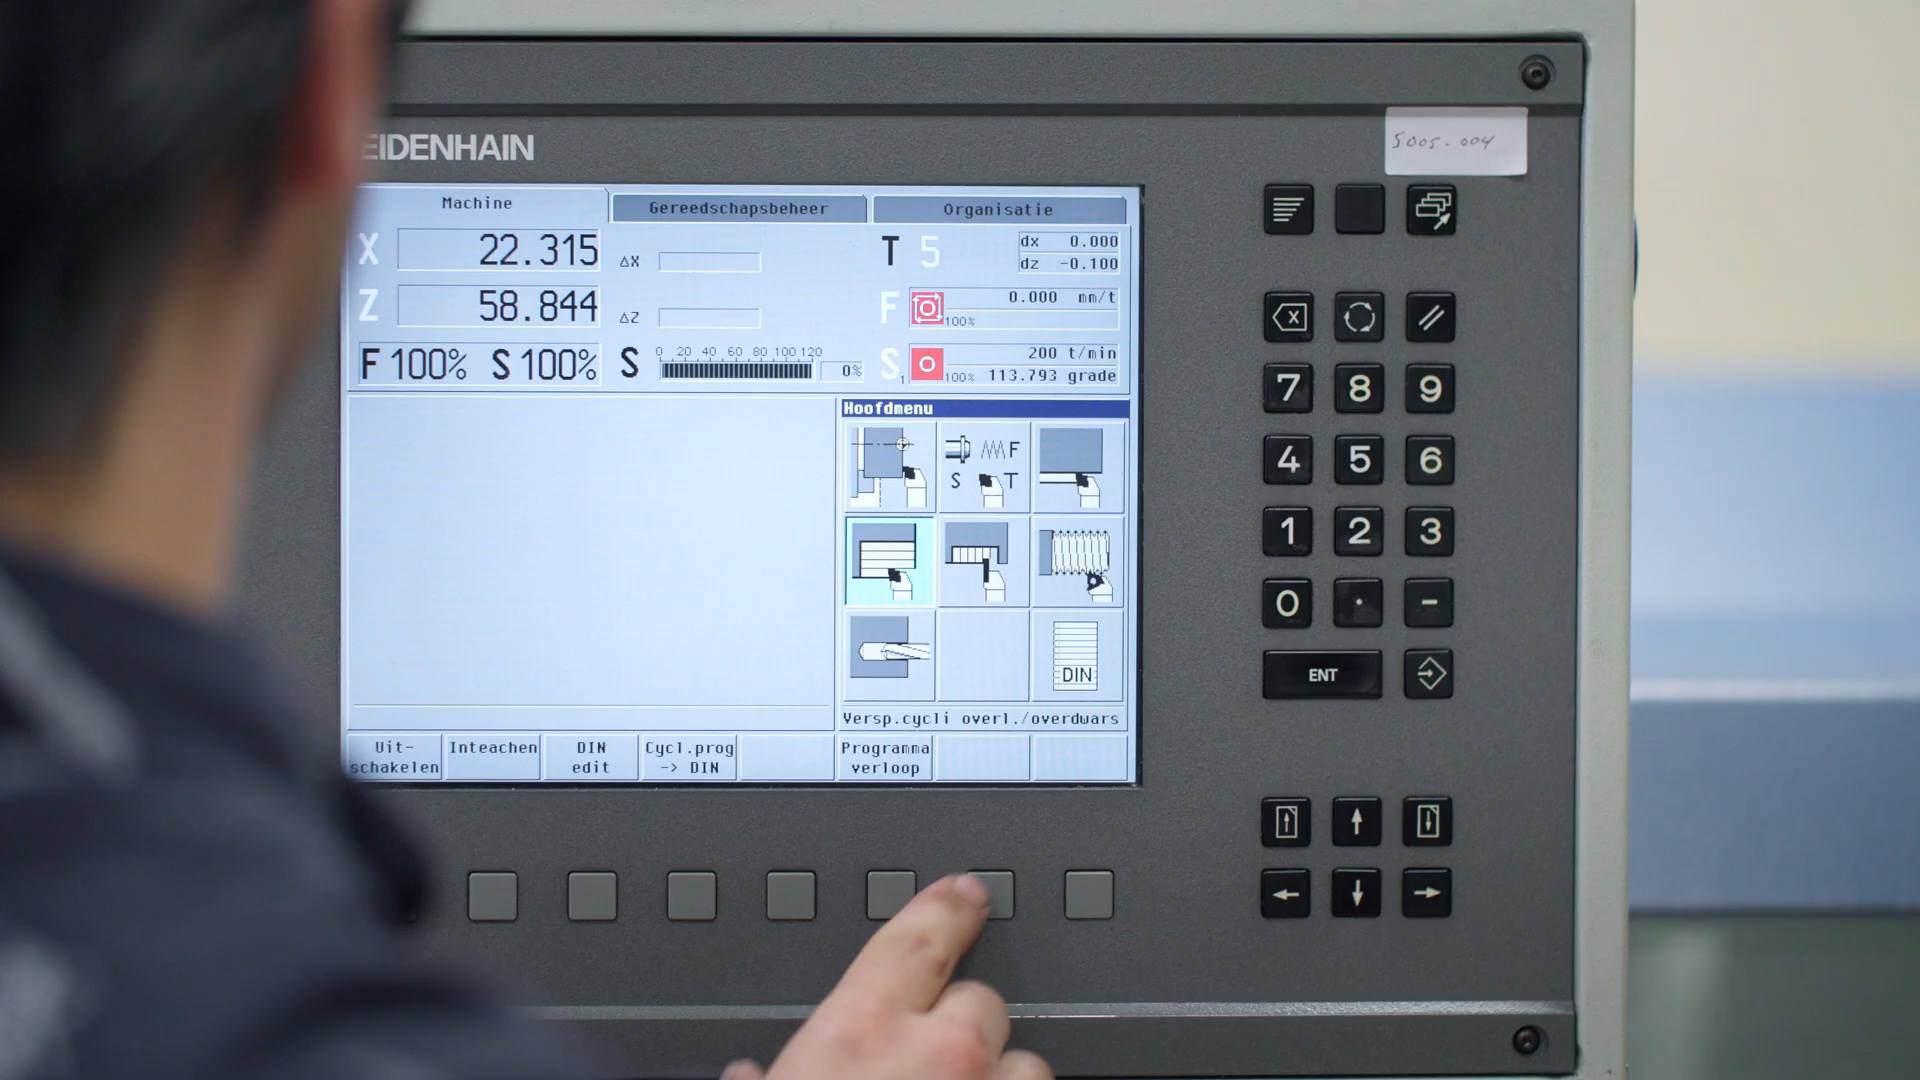 EIDENHAIN
5005-004
Machine
Gereedschapsbeheer
Organisatie
X 22.315 ΔX T 5 dx 0.000
dz -0.100
Z 58.844 ΔZ F 100% 0.000 mm/t
F 100% S 100% S 0 20 40 60 80 100 120 0% S 1 100% 200 t/min
113.793 grade
Hoofdmenu
F
S T
DIN
Versp.cycli overl./overdwars
Uit-
schakelen
Inteachen
DIN
edit
Cycl.prog
-> DIN
Programma
verloop
X
7 8 9
4 5 6
1 2 3
0 . -
ENT